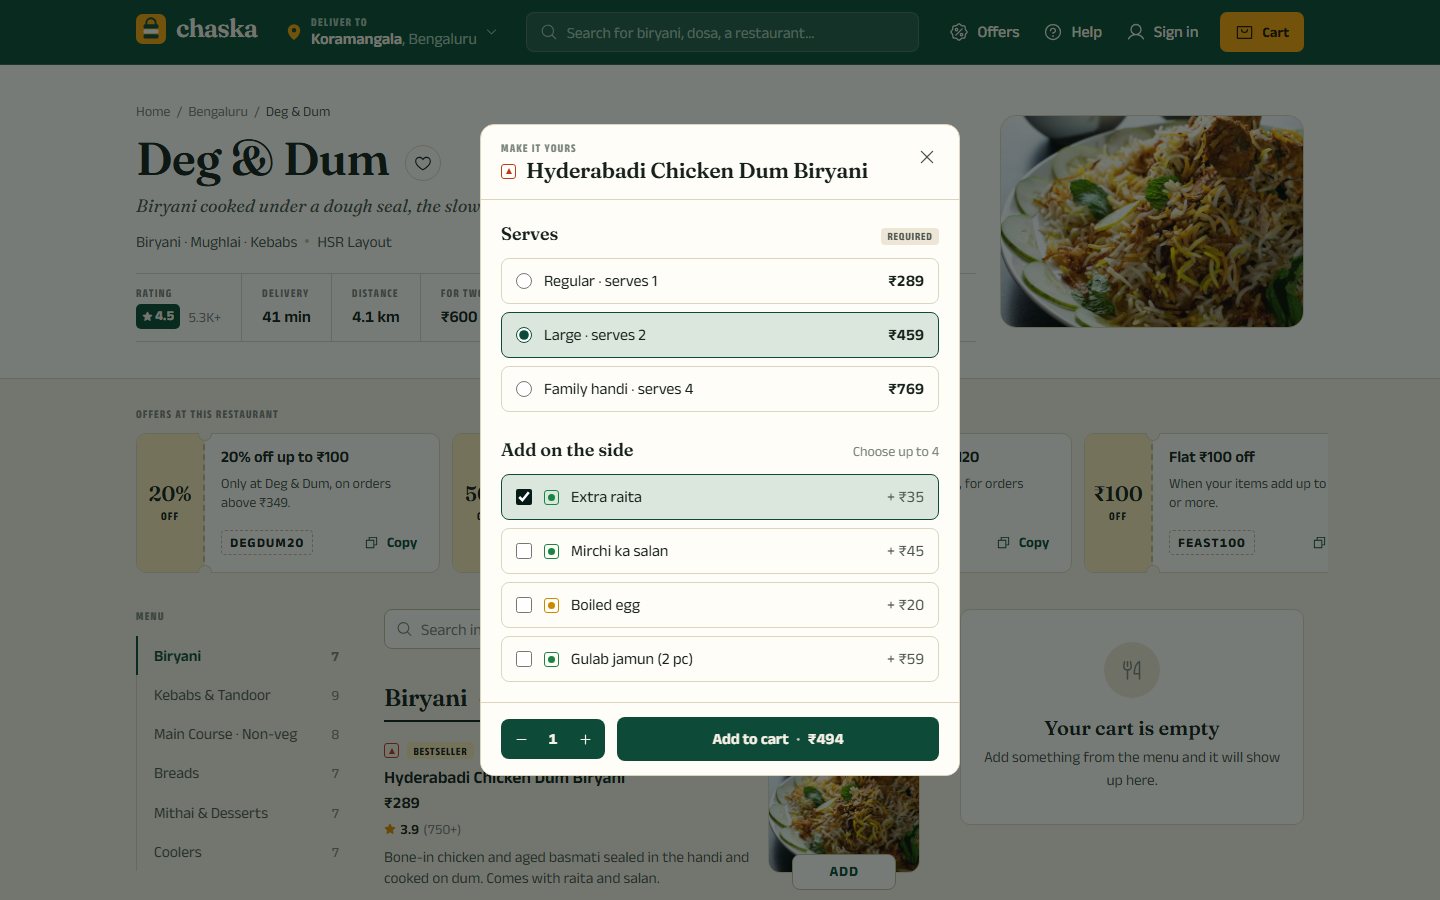 chaska
DELIVER TO
Koramangala, Bengaluru
Search for biryani, dosa, a restaurant...
Offers
Help
Sign in
Cart
Home / Bengaluru / Deg & Dum
Deg & Dum
Biryani cooked under a dough seal, the slow
Biryani · Mughlai · Kebabs • HSR Layout
RATING
4.5 5.3K+
DELIVERY
41 min
DISTANCE
4.1 km
FOR TWO
₹600
OFFERS AT THIS RESTAURANT
20%
OFF
20% off up to ₹100
Only at Deg & Dum, on orders
above ₹349.
DEGDUM20
Copy
, for orders
Copy
₹100
OFF
Flat ₹100 off
When your items add up to
or more.
FEAST100
MENU
Biryani 7
Kebabs & Tandoor 9
Main Course · Non-veg 8
Breads 7
Mithai & Desserts 7
Coolers 7
Search in
Biryani
BESTSELLER
Hyderabadi Chicken Dum Biryani
₹289
3.9 (750+)
Bone-in chicken and aged basmati sealed in the handi and
cooked on dum. Comes with raita and salan.
ADD
Your cart is empty
Add something from the menu and it will show
up here.
MAKE IT YOURS
Hyderabadi Chicken Dum Biryani
Serves
REQUIRED
Regular · serves 1 ₹289
Large · serves 2 ₹459
Family handi · serves 4 ₹769
Add on the side
Choose up to 4
Extra raita + ₹35
Mirchi ka salan + ₹45
Boiled egg + ₹20
Gulab jamun (2 pc) + ₹59
− 1 +
Add to cart · ₹494